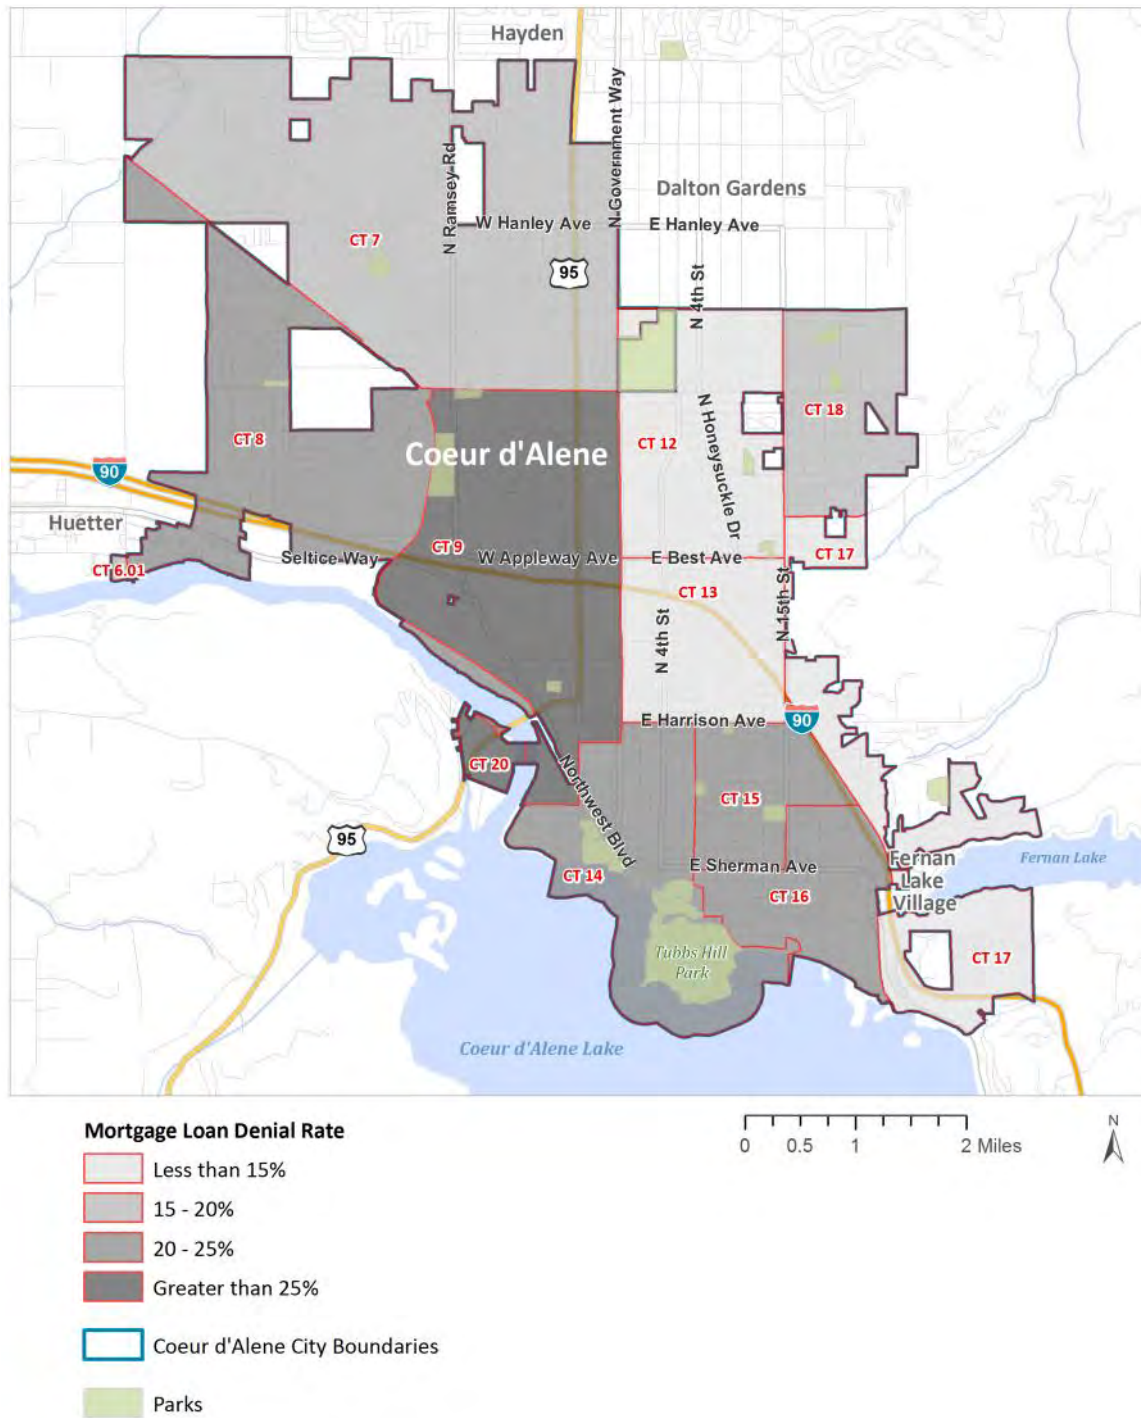 Hayden
N Government Way
N Ramsey Rd
Dalton Gardens
W Hanley Ave
E Hanley Ave
CT 7
95
N 4th St
CT 18
N Honeysuckle Dr
CT 12
CT 8
Coeur d'Alene
90
Huetter
CT 9
W Appleway Ave
E Best Ave
CT 17
Seltice Way
CT 6.01
CT 13
N 15th St
N 4th St
E Harrison Ave
90
CT 20
Northwest Blvd
CT 15
95
E Sherman Ave
Fernan
Lake
Village
Fernan Lake
CT 14
CT 16
Tubbs Hill
Park
CT 17
Coeur d'Alene Lake
Mortgage Loan Denial Rate
Less than 15%
15 - 20%
20 - 25%
Greater than 25%
Coeur d'Alene City Boundaries
Parks
0 0.5 1 2 Miles
N